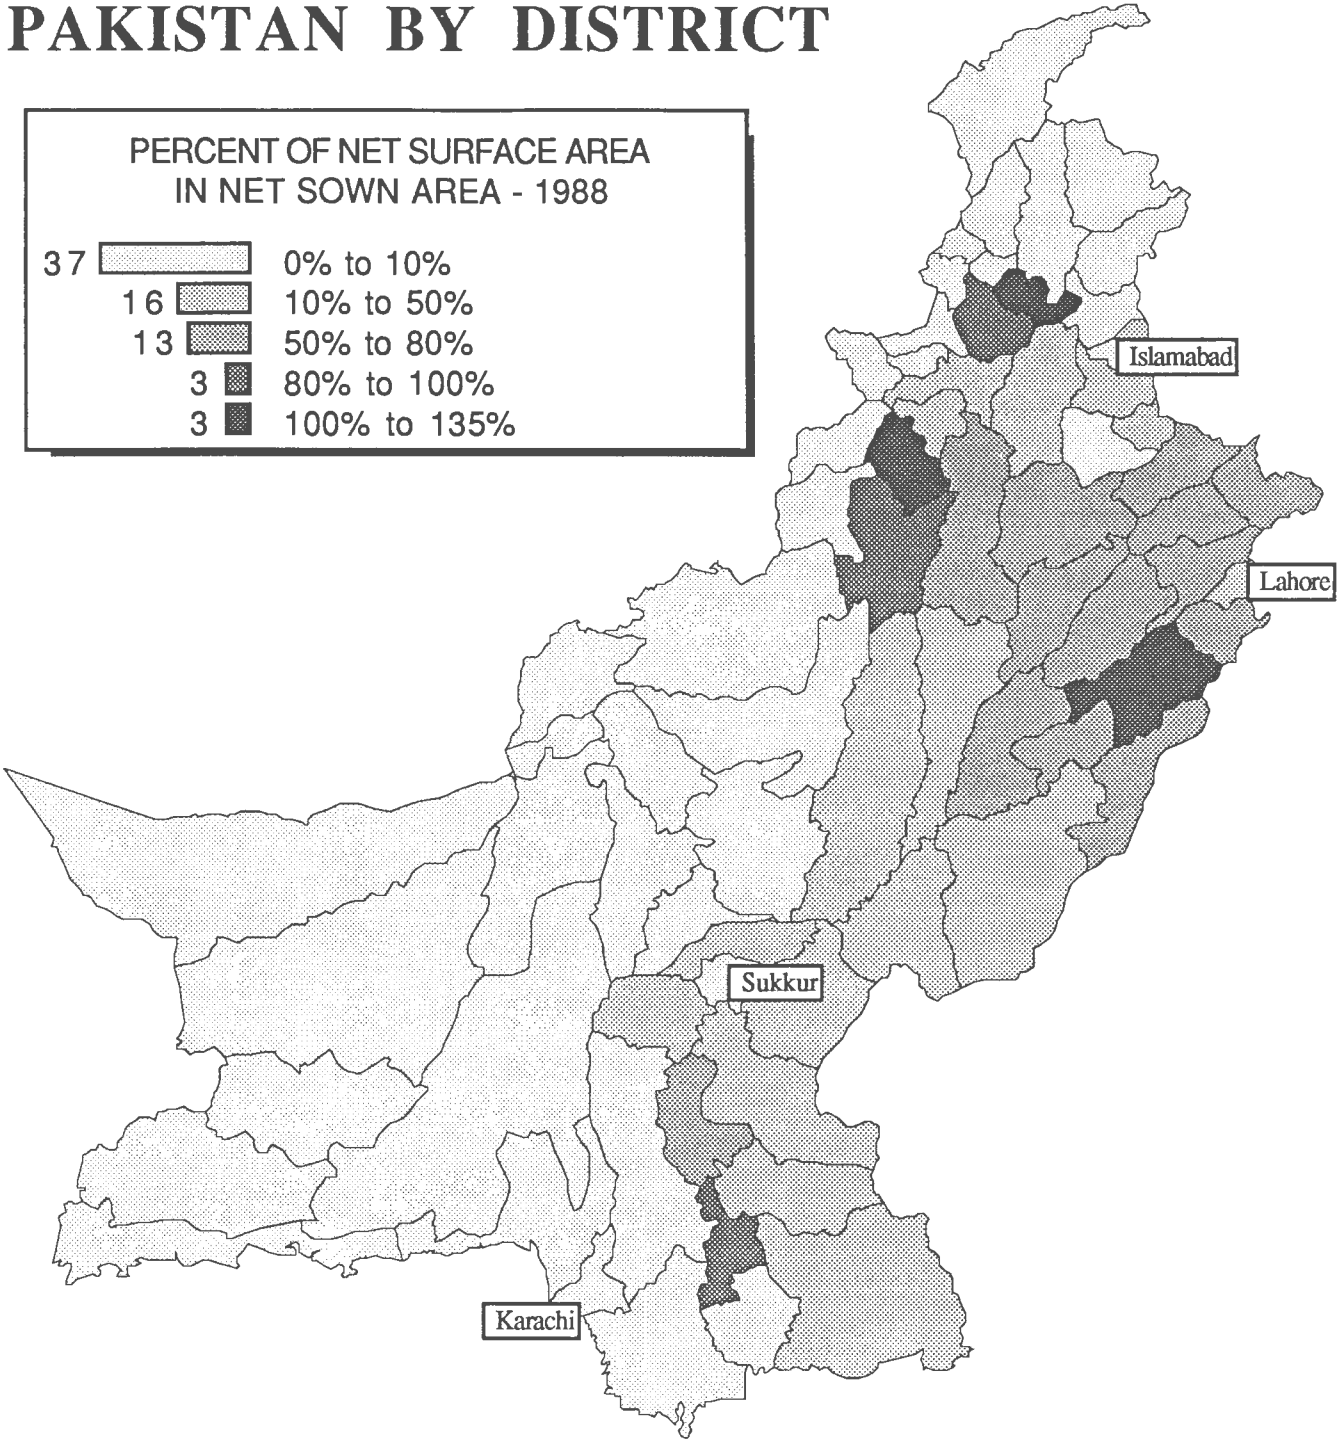 PAKISTAN BY DISTRICT
PERCENT OF NET SURFACE AREA
IN NET SOWN AREA - 1988
37 0% to 10%
16 10% to 50%
13 50% to 80%
3 80% to 100%
3 100% to 135%
Islamabad
Lahore
Sukkur
Karachi